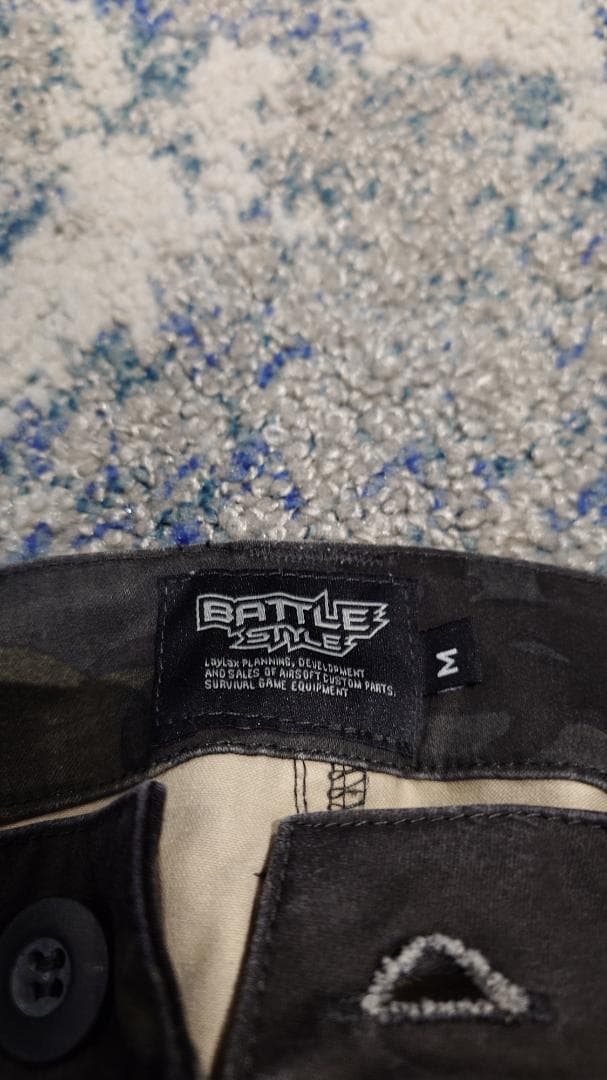 BATTLE
STYLE
LayLax PLANNING, DEVELOPMENT
AND SALES OF AIRSOFT CUSTOM PARTS,
SURVIVAL GAME EQUIPMENT
M